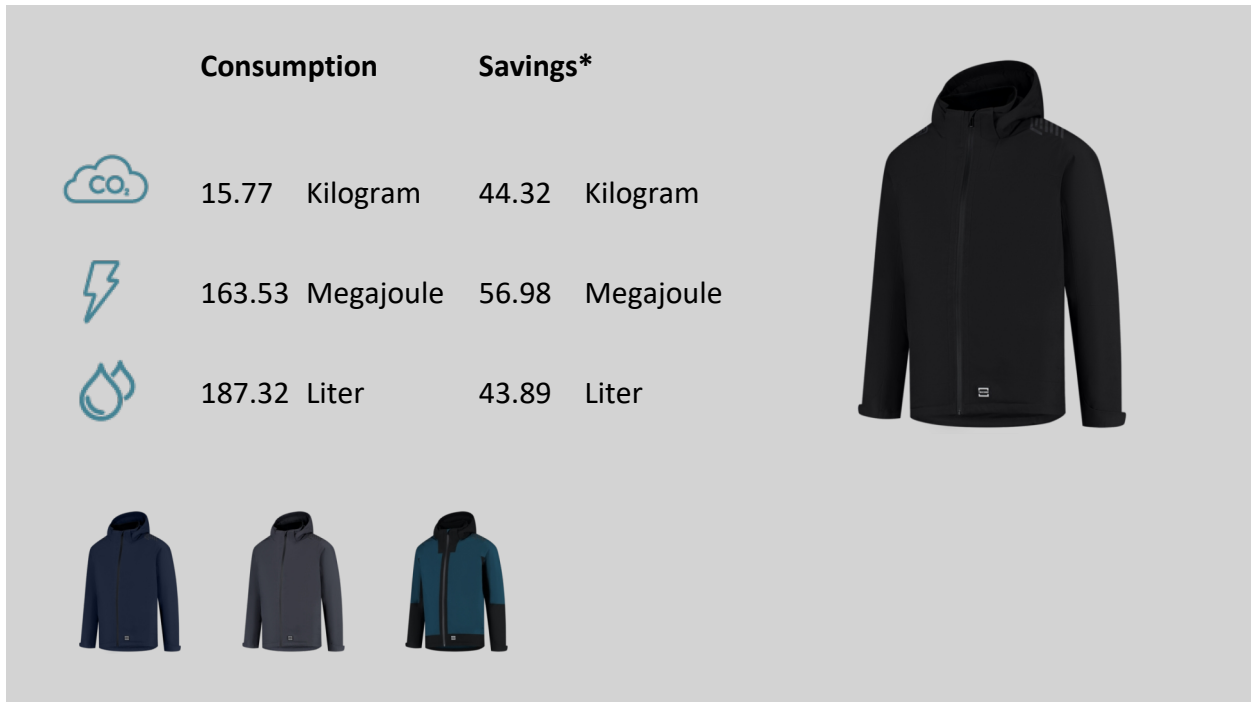 Consumption Savings*
CO₂ 15.77 Kilogram 44.32 Kilogram
163.53 Megajoule 56.98 Megajoule
187.32 Liter 43.89 Liter